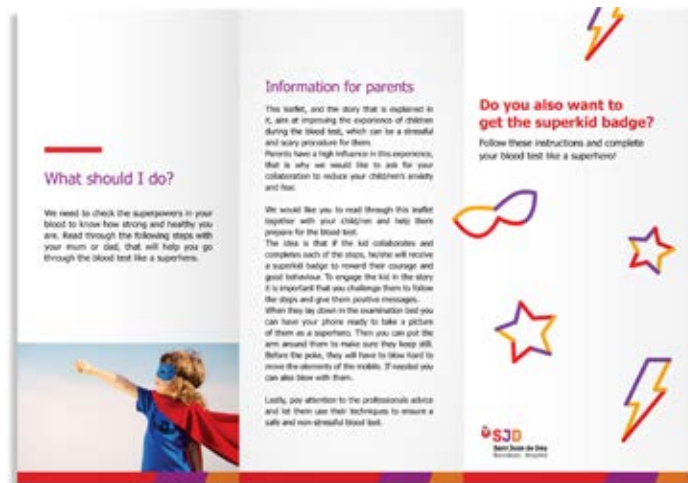 What should I do?
We need to check the superpowers in your
blood to know how strong and healthy you
are. Read through the following steps with
your mum or dad, that will help you go
through the blood test like a superhero.
Information for parents
This leaflet, and the story that is explained in
it, aim at improving the experience of children
during the blood test, which can be a stressful
and scary procedure for them.
Parents have a high influence in this experience,
that is why we would like to ask for your
collaboration to reduce your children's anxiety
and fear.
We would like you to read through this leaflet
together with your children and help them
prepare for the blood test.
The idea is that if the kid collaborates and
completes each of the steps, he/she will receive
a superkid badge to reward their courage and
good behaviour. To engage the kid in the story
it is important that you challenge them to follow
the steps and give them positive messages.
When they lay down in the examination bed you
can have your phone ready to take a picture
of them as a superhero. Then you can put the
arm around them to make sure they keep still.
Before the poke, they will have to blow hard to
move the elements of the mobile. If needed you
can also blow with them.
Lastly, pay attention to the professionals advice
and let them use their techniques to ensure a
safe and non-stressful blood test.
Do you also want to
get the superkid badge?
Follow these instructions and complete
your blood test like a superhero!
SJD
Sant Joan de Déu
Barcelona · Hospital